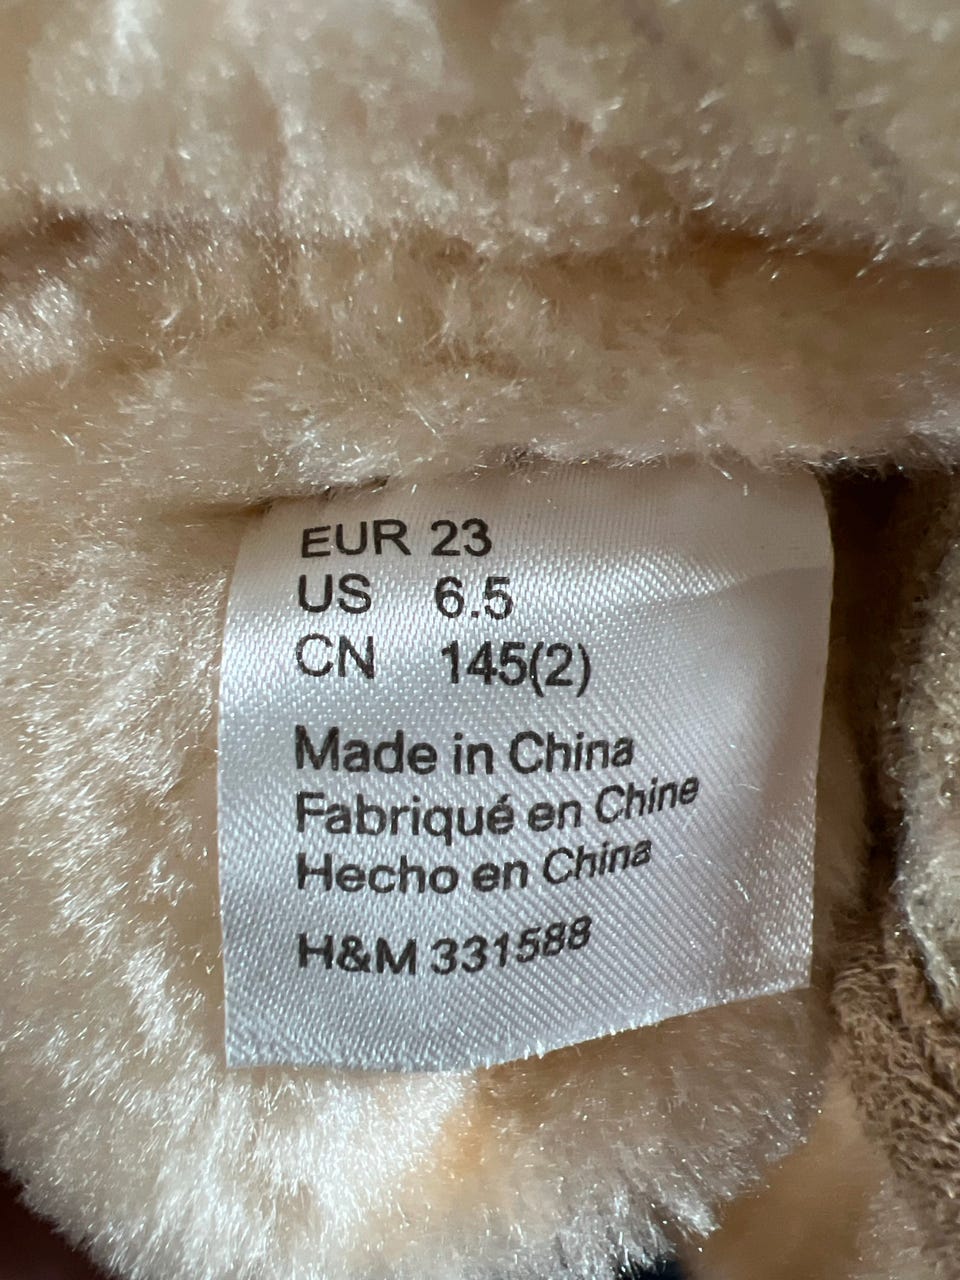 EUR 23
US 6.5
CN 145(2)
Made in China
Fabriqué en Chine
Hecho en China
H&M 331588